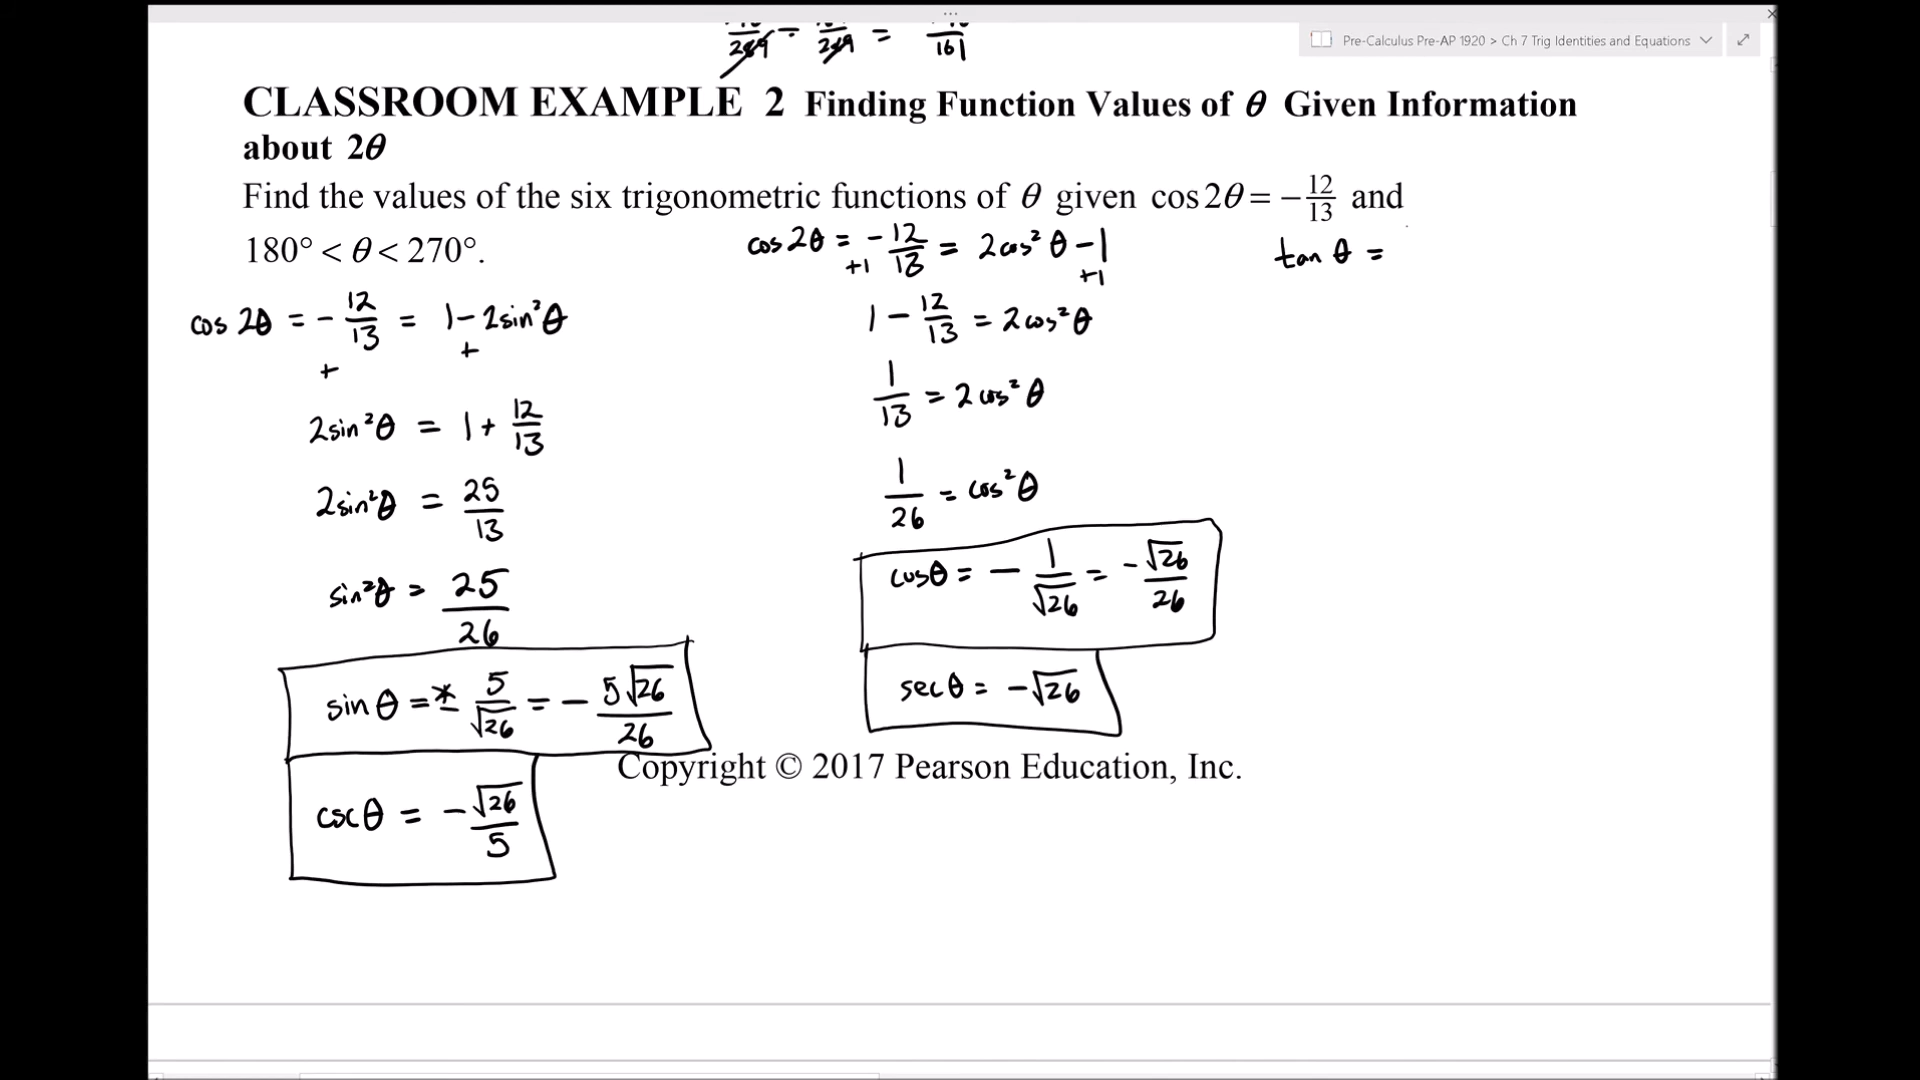 ...
289 ÷ 289 = 161
Pre-Calculus Pre-AP 1920 > Ch 7 Trig Identities and Equations
CLASSROOM EXAMPLE 2 Finding Function Values of θ Given Information
about 2θ
Find the values of the six trigonometric functions of θ given cos 2θ = −12/13 and
180° < θ < 270°.
cos 2θ = - 12/13 = 1 - 2sin²θ
+ +
2sin²θ = 1 + 12/13
2sin²θ = 25/13
sin²θ = 25/26
sin θ = ± 5/√26 = - 5√26/26
csc θ = - √26/5
cos 2θ = - 12/13 = 2cos²θ - 1
+1 +1
1 - 12/13 = 2cos²θ
1/13 = 2cos²θ
1/26 = cos²θ
cosθ = - 1/√26 = - √26/26
secθ = - √26
tan θ =
Copyright © 2017 Pearson Education, Inc.